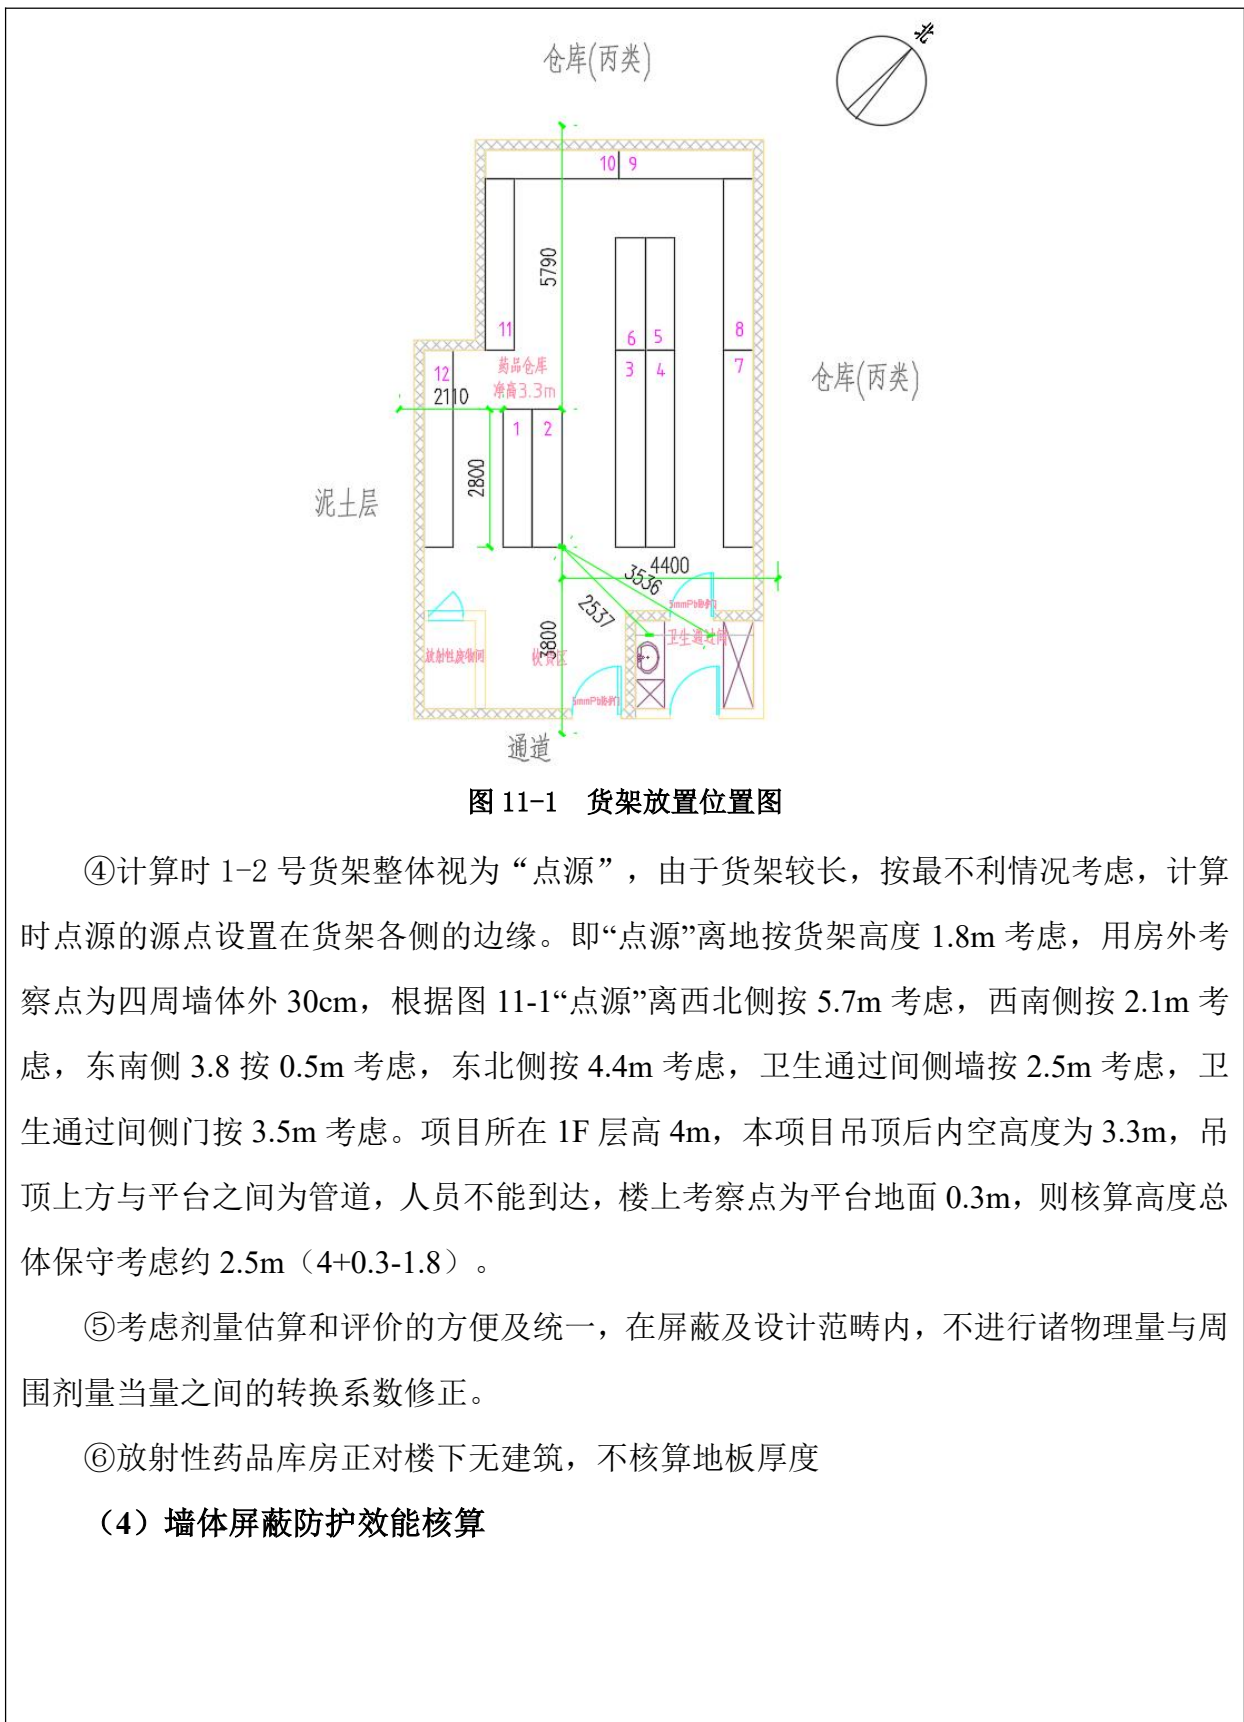 北
仓库(丙类)
10 9
5790
11
6 5
8
12
药品仓库
净高3.3m
3 4
7
仓库(丙类)
2110
1 2
2800
泥土层
4400
3536
2537
5mmPb防护门
卫生通过间
3800
放射性废物间
收货区
5mmPb防护门
通道
图 11-1 货架放置位置图
④计算时 1-2 号货架整体视为“点源”，由于货架较长，按最不利情况考虑，计算
时点源的源点设置在货架各侧的边缘。即“点源”离地按货架高度 1.8m 考虑，用房外考
察点为四周墙体外 30cm，根据图 11-1“点源”离西北侧按 5.7m 考虑，西南侧按 2.1m 考
虑，东南侧 3.8 按 0.5m 考虑，东北侧按 4.4m 考虑，卫生通过间侧墙按 2.5m 考虑，卫
生通过间侧门按 3.5m 考虑。项目所在 1F 层高 4m，本项目吊顶后内空高度为 3.3m，吊
顶上方与平台之间为管道，人员不能到达，楼上考察点为平台地面 0.3m，则核算高度总
体保守考虑约 2.5m（4+0.3-1.8）。
⑤考虑剂量估算和评价的方便及统一，在屏蔽及设计范畴内，不进行诸物理量与周
围剂量当量之间的转换系数修正。
⑥放射性药品库房正对楼下无建筑，不核算地板厚度
（4）墙体屏蔽防护效能核算